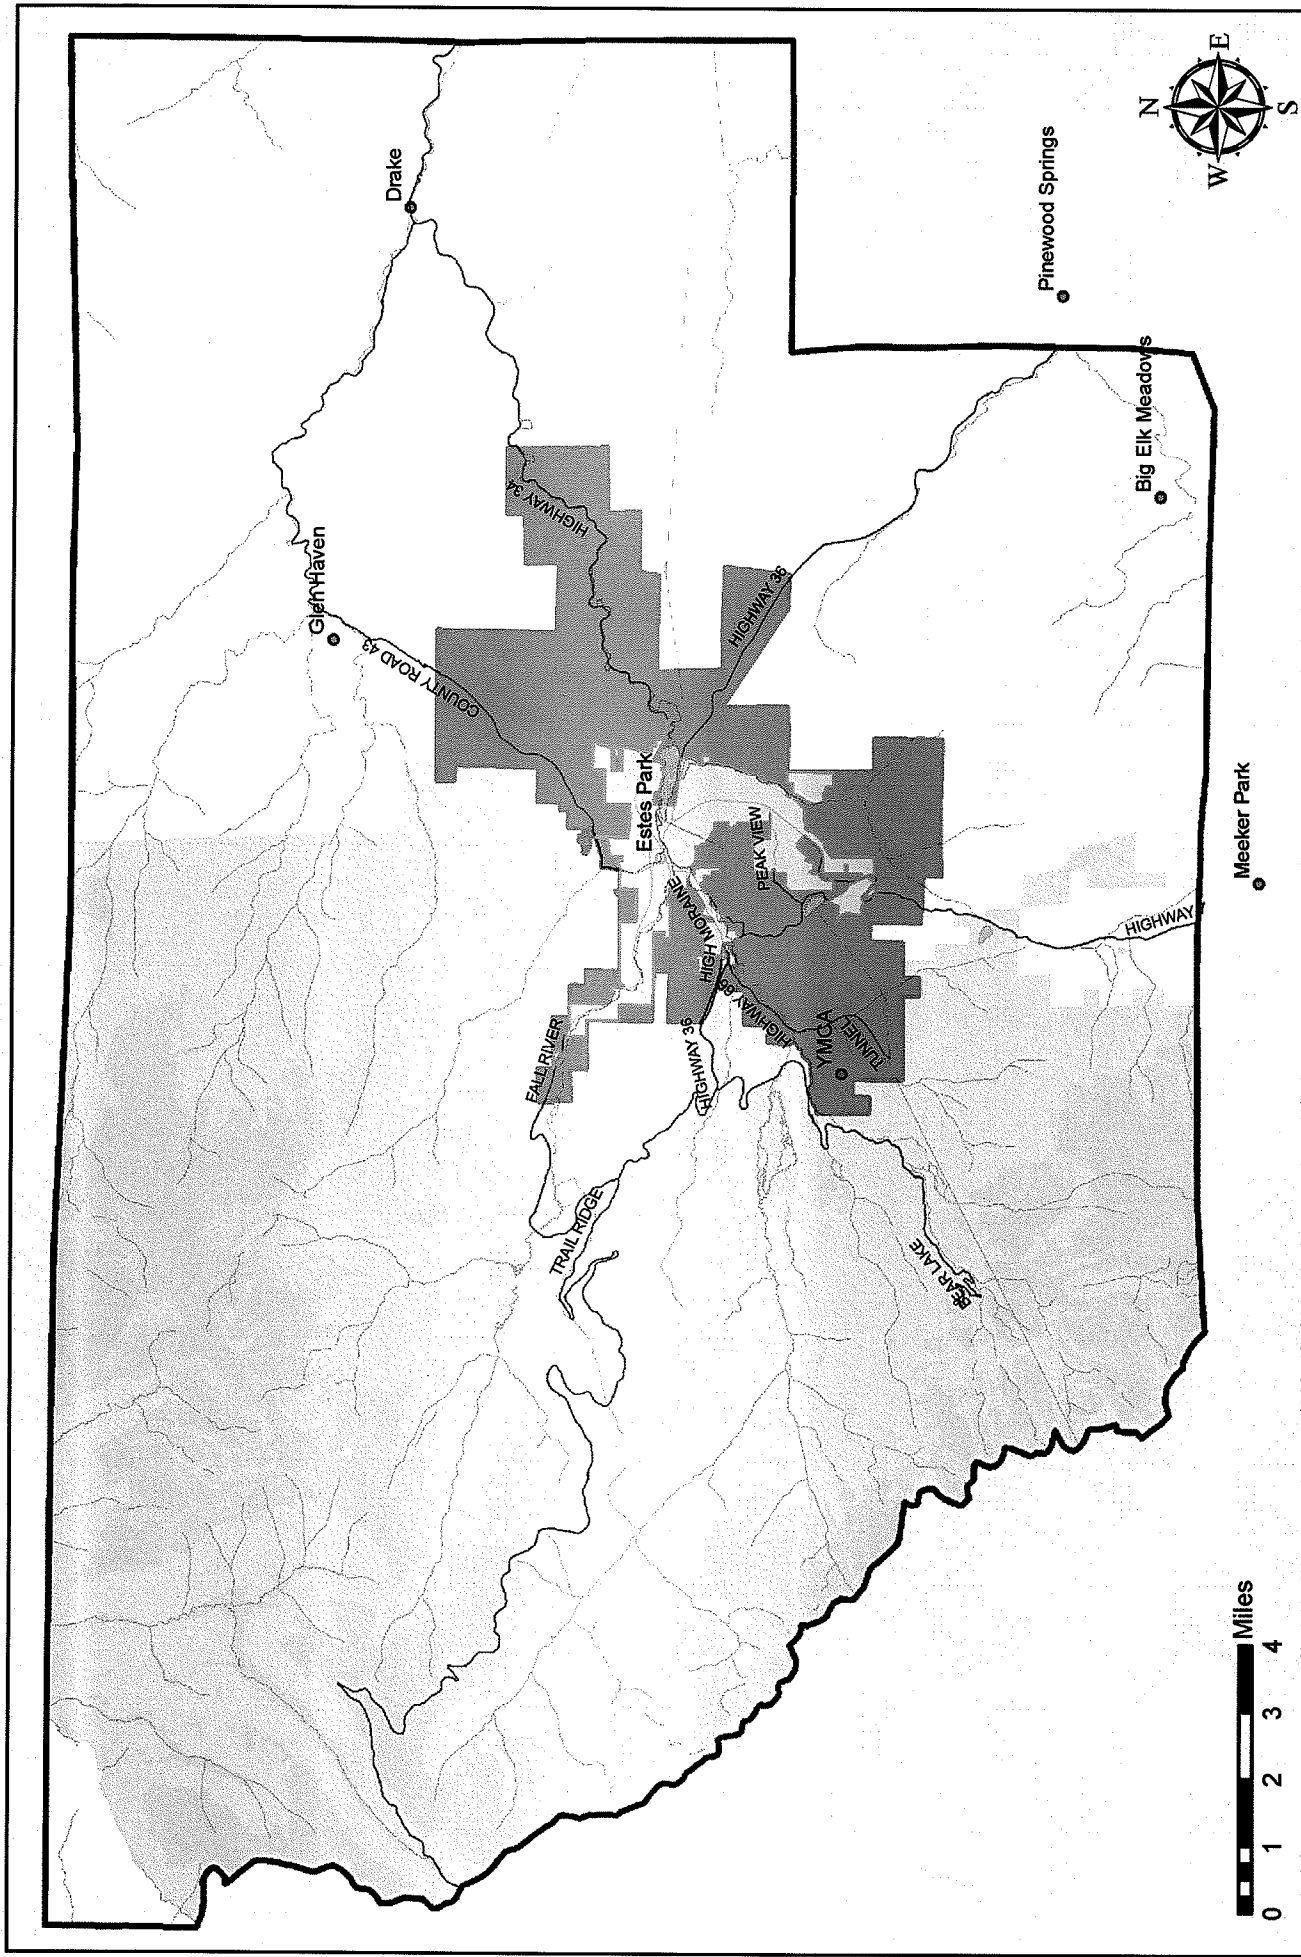 Drake
Glen Haven
COUNTY ROAD 43
HIGHWAY 34
Estes Park
HIGHWAY 36
FALL RIVER
TRAIL RIDGE
HIGH MORAINE
HIGHWAY 36
HIGHWAY 66
PEAK VIEW
YMCA
TUNNEL
BEAR LAKE
HIGHWAY
Pinewood Springs
Big Elk Meadows
Meeker Park
N
W
E
S
Miles
0 1 2 3 4